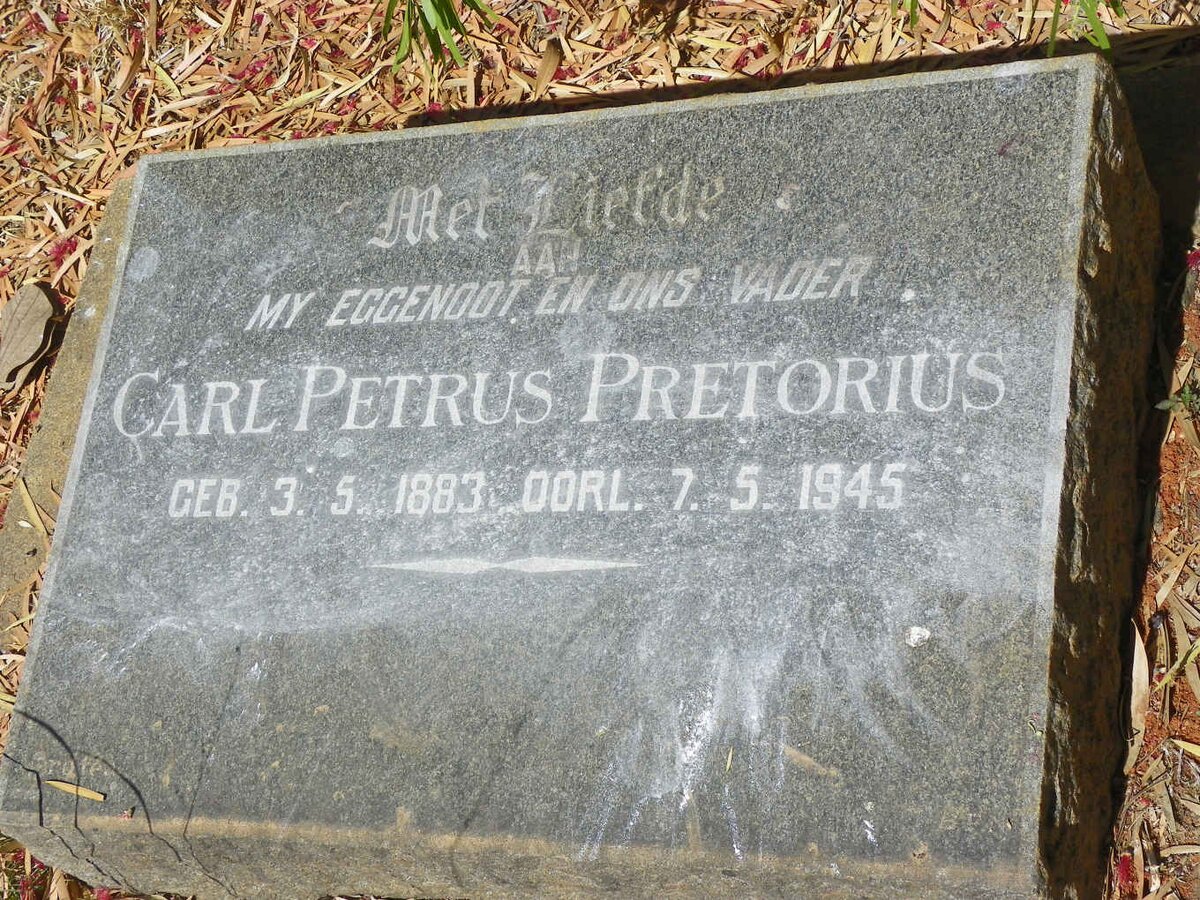 Met Liefde
AAN
MY EGGENOOT EN ONS VADER
CARL PETRUS PRETORIUS
GEB. 3. 5. 1883 OORL. 7. 5. 1945